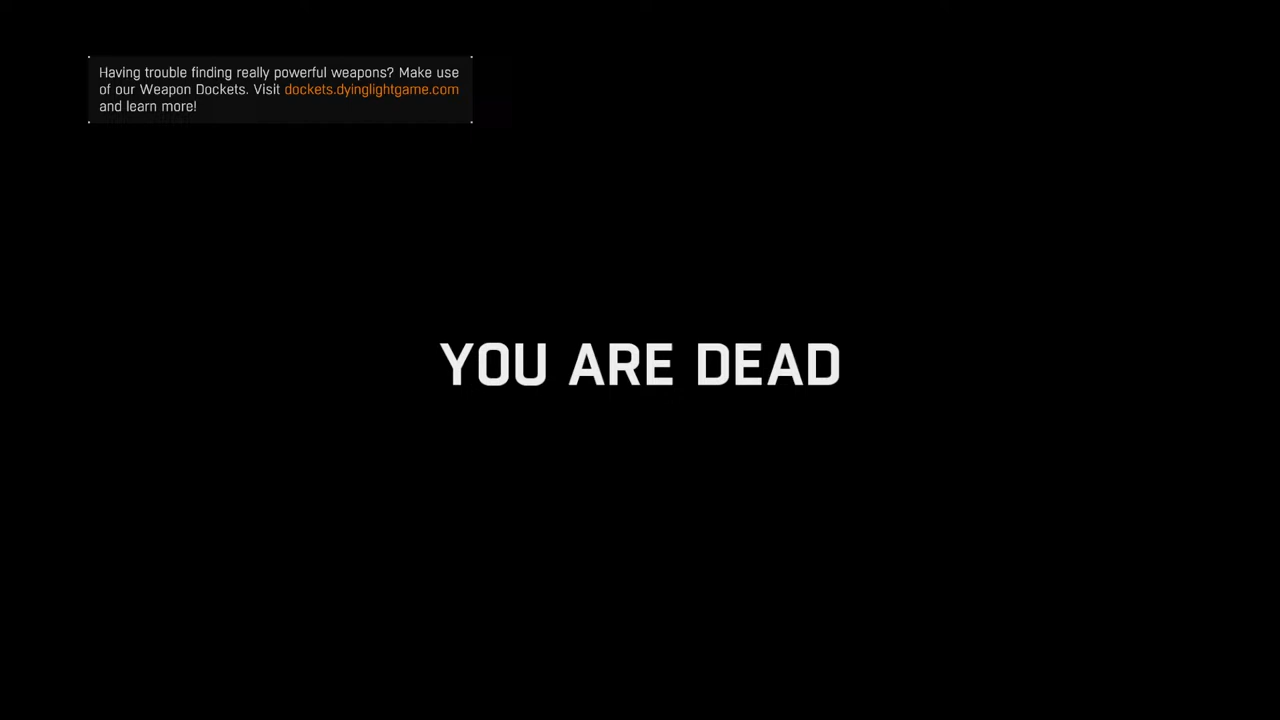 Having trouble finding really powerful weapons? Make use
of our Weapon Dockets. Visit dockets.dyinglightgame.com
and learn more!
YOU ARE DEAD